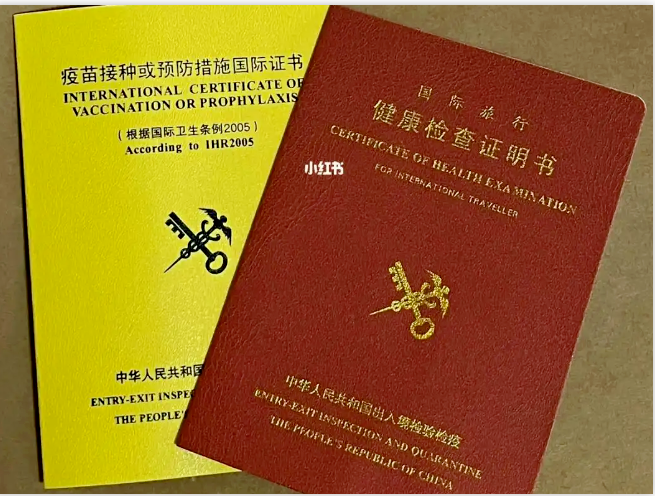 疫苗接种或预防措施国际证书
INTERNATIONAL CERTIFICATE OF
VACCINATION OR PROPHYLAXIS
（根据国际卫生条例2005）
According to IHR2005
中华人民共和国
ENTRY-EXIT INSPEC
THE PEOPLE'S
国际旅行
健康检查证明书
CERTIFICATE OF HEALTH EXAMINATION
FOR INTERNATIONAL TRAVELLER
小红书
中华人民共和国出入境检验检疫
ENTRY-EXIT INSPECTION AND QUARANTINE
THE PEOPLE'S REPUBLIC OF CHINA